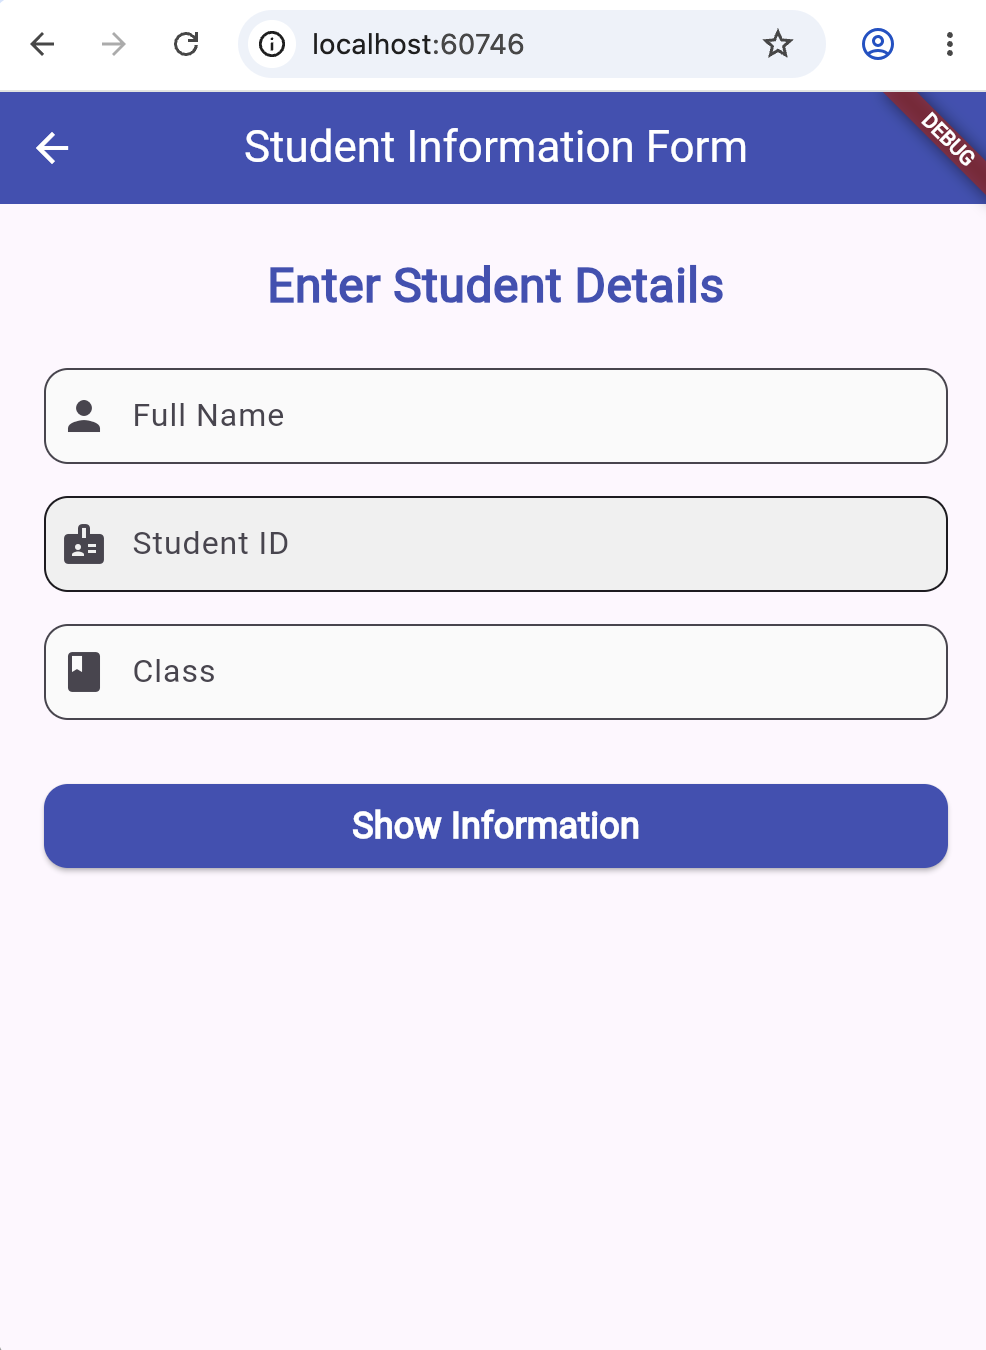 localhost:60746
Student Information Form
DEBUG
Enter Student Details
Full Name
Student ID
Class
Show Information